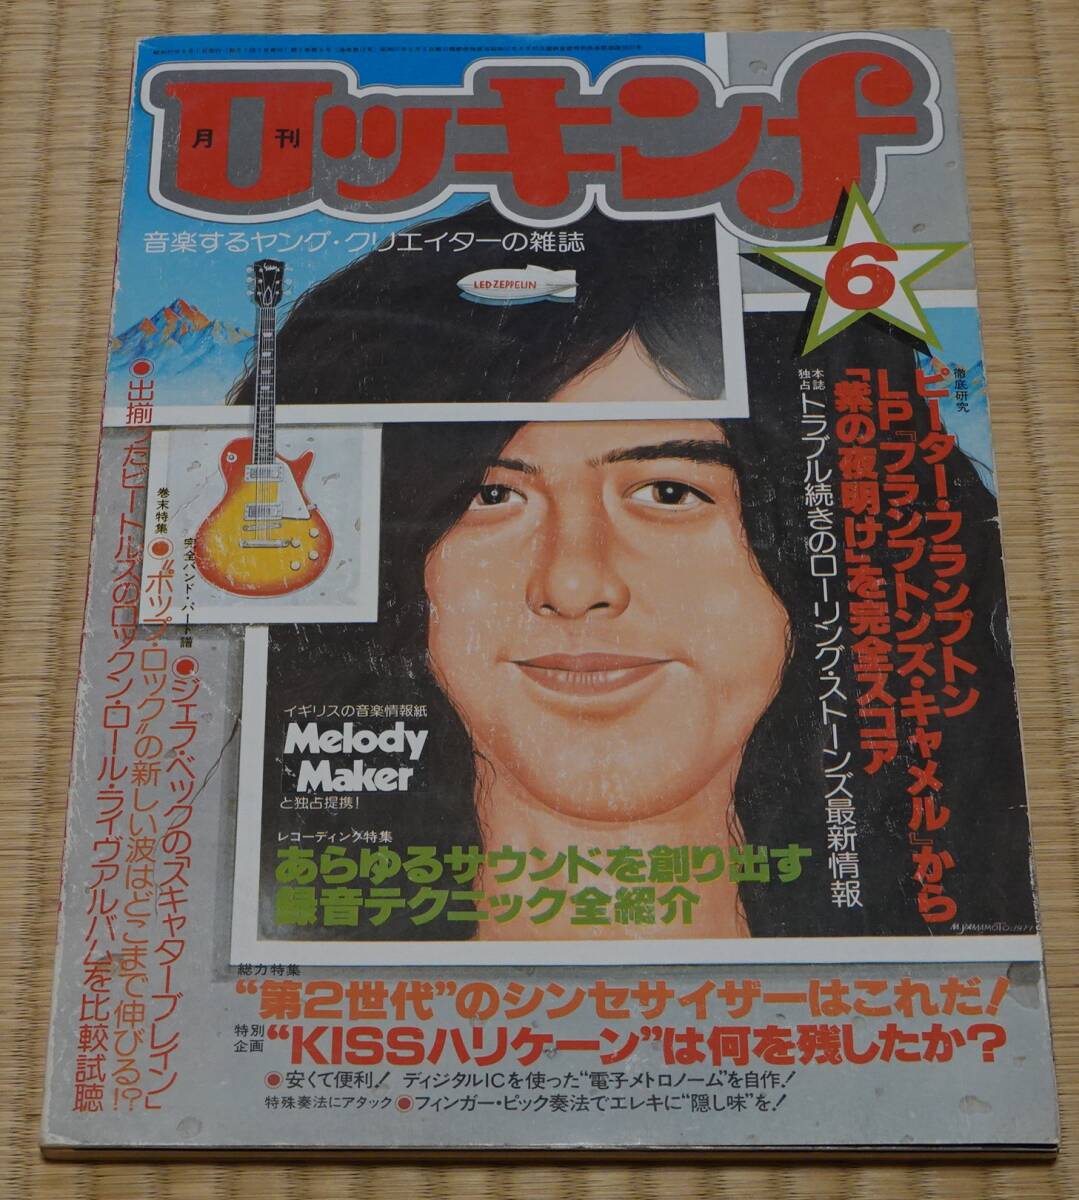 月刊
ロッキンf
音楽するヤング・クリエイターの雑誌
6
LED ZEPPELIN
徹底研究
ピーター・フランプトン
LP『フランプトンズ・キャメル』から
「紫の夜明け」を完全スコア
本誌独占
トラブル続きのローリング・ストーンズ最新情報
●出揃ったビートルズのロックン・ロール・ライヴアルバムを比較試聴
巻末特集
●“ポップ・ロック”の新しい波はどこまで伸びる!?
完全バンド・パート譜
●ジェフ・ベックの「スキャターブレイン」
イギリスの音楽情報紙
Melody
Maker
と独占提携!
レコーディング特集
あらゆるサウンドを創り出す
録音テクニック全紹介
M.YAMAMOTO.1977
総力特集
“第2世代”のシンセサイザーはこれだ!
特別企画
“KISSハリケーン”は何を残したか?
●安くて便利! ディジタルICを使った“電子メトロノーム”を自作!
特殊奏法にアタック●フィンガー・ピック奏法でエレキに“隠し味”を!